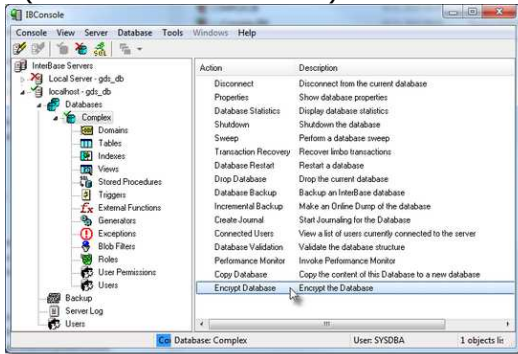 IBConsole
Console View Server Database Tools Windows Help
InterBase Servers
Local Server - gds_db
localhost - gds_db
Databases
Complex
Domains
Tables
Indexes
Views
Stored Procedures
Triggers
External Functions
Generators
Exceptions
Blob Filters
Roles
User Permissions
Users
Backup
Server Log
Users
Action Description
Disconnect Disconnect from the current database
Properties Show database properties
Database Statistics Display database statistics
Shutdown Shutdown the database
Sweep Perform a database sweep
Transaction Recovery Recover limbo transactions
Database Restart Restart a database
Drop Database Drop the current database
Database Backup Backup an InterBase database
Incremental Backup Make an Online Dump of the database
Create Journal Start Journaling for the Database
Connected Users View a list of users currently connected to the server
Database Validation Validate the database structure
Performance Monitor Invoke Performance Monitor
Copy Database Copy the content of this Database to a new database
Encrypt Database Encrypt the Database
Database: Complex User: SYSDBA 1 objects lis